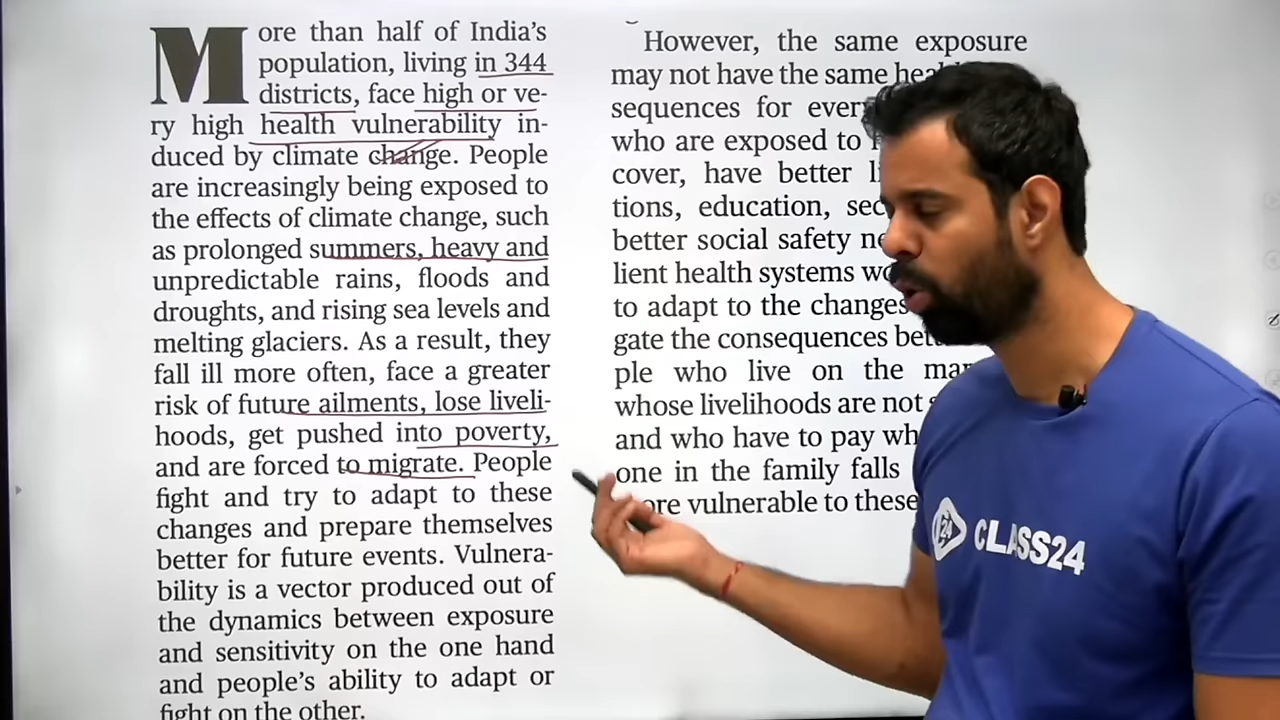 More than half of India's
population, living in 344
districts, face high or ve-
ry high health vulnerability in-
duced by climate change. People
are increasingly being exposed to
the effects of climate change, such
as prolonged summers, heavy and
unpredictable rains, floods and
droughts, and rising sea levels and
melting glaciers. As a result, they
fall ill more often, face a greater
risk of future ailments, lose liveli-
hoods, get pushed into poverty,
and are forced to migrate. People
fight and try to adapt to these
changes and prepare themselves
better for future events. Vulnera-
bility is a vector produced out of
the dynamics between exposure
and sensitivity on the one hand
and people's ability to adapt or
fight on the other.
However, the same exposure
may not have the same
sequences for
who are exposed to
cover, have better
tions, education,
better social safety
lient health systems
to adapt to the changes
gate the consequences
ple who live on the
whose livelihoods are not
and who have to pay
one in the family falls
vulnerable to these
24
CLASS24